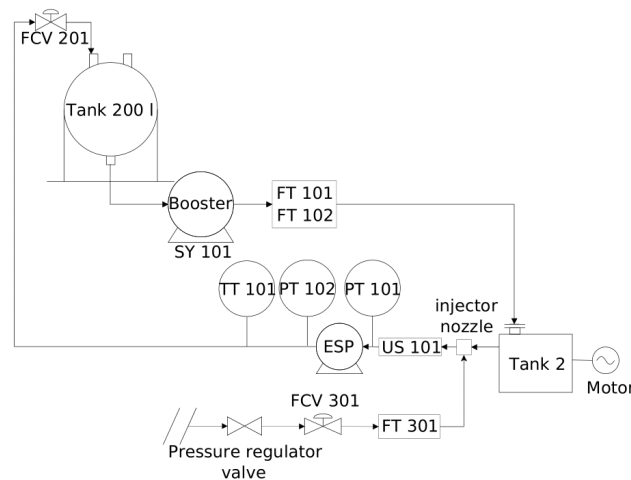 FCV 201
Tank 200 l
Booster
FT 101
FT 102
SY 101
TT 101
PT 102
PT 101
injector
nozzle
ESP
US 101
Tank 2
Motor
FCV 301
FT 301
Pressure regulator
valve